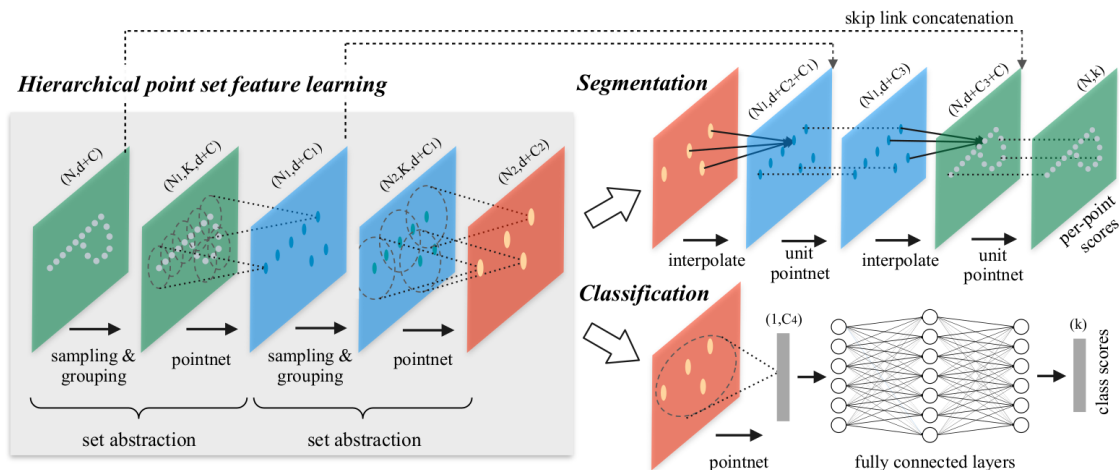 skip link concatenation
Hierarchical point set feature learning
(N,d+C)
(N1,K,d+C)
(N1,d+C1)
(N2,K,d+C1)
(N2,d+C2)
sampling &
grouping
pointnet
sampling &
grouping
pointnet
set abstraction
set abstraction
Segmentation
(N1,d+C2+C1)
(N1,d+C3)
(N,d+C3+C)
(N,k)
interpolate
unit
pointnet
interpolate
unit
pointnet
per-point
scores
Classification
(1,C4)
(k)
class scores
pointnet
fully connected layers